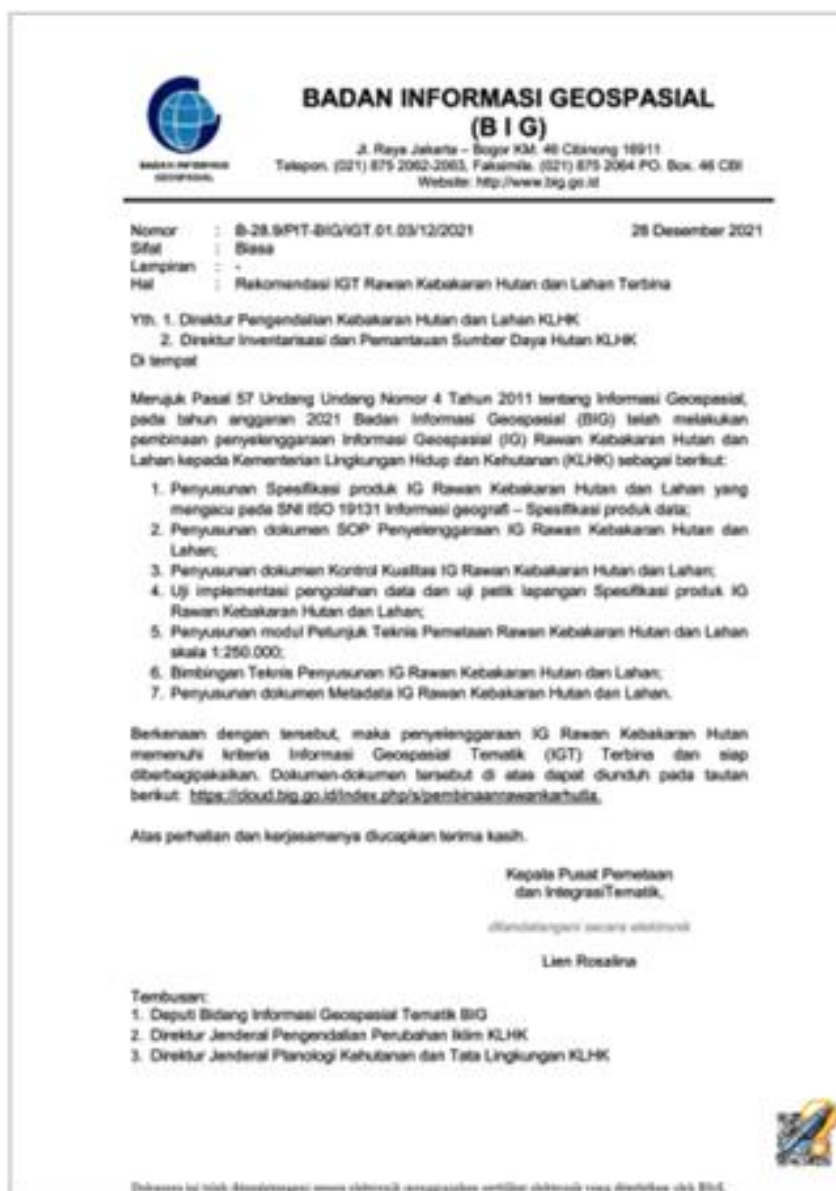 BADAN INFORMASI GEOSPASIAL
(B I G)
Jl. Raya Jakarta – Bogor KM. 46 Cibinong 16911
Telepon. (021) 875 2062-2063, Faksimile. (021) 875 2064 PO. Box. 46 CBI
Website: http://www.big.go.id
BADAN INFORMASI
GEOSPASIAL
Nomor : B-28.9/PIT-BIG/IGT.01.03/12/2021 28 Desember 2021
Sifat : Biasa
Lampiran : -
Hal : Rekomendasi IGT Rawan Kebakaran Hutan dan Lahan Terbina
Yth. 1. Direktur Pengendalian Kebakaran Hutan dan Lahan KLHK
2. Direktur Inventarisasi dan Pemantauan Sumber Daya Hutan KLHK
Di tempat
Merujuk Pasal 57 Undang Undang Nomor 4 Tahun 2011 tentang Informasi Geospasial,
pada tahun anggaran 2021 Badan Informasi Geospasial (BIG) telah melakukan
pembinaan penyelenggaraan Informasi Geospasial (IG) Rawan Kebakaran Hutan dan
Lahan kepada Kementerian Lingkungan Hidup dan Kehutanan (KLHK) sebagai berikut:
1. Penyusunan Spesifikasi produk IG Rawan Kebakaran Hutan dan Lahan yang
mengacu pada SNI ISO 19131 Informasi geografi – Spesifikasi produk data;
2. Penyusunan dokumen SOP Penyelenggaraan IG Rawan Kebakaran Hutan dan
Lahan;
3. Penyusunan dokumen Kontrol Kualitas IG Rawan Kebakaran Hutan dan Lahan;
4. Uji implementasi pengolahan data dan uji petik lapangan Spesifikasi produk IG
Rawan Kebakaran Hutan dan Lahan;
5. Penyusunan modul Petunjuk Teknis Pemetaan Rawan Kebakaran Hutan dan Lahan
skala 1:250.000;
6. Bimbingan Teknis Penyusunan IG Rawan Kebakaran Hutan dan Lahan;
7. Penyusunan dokumen Metadata IG Rawan Kebakaran Hutan dan Lahan.
Berkenaan dengan tersebut, maka penyelenggaraan IG Rawan Kebakaran Hutan
memenuhi kriteria Informasi Geospasial Tematik (IGT) Terbina dan siap
diberbagipakaikan. Dokumen-dokumen tersebut di atas dapat diunduh pada tautan
berikut: https://cloud.big.go.id/index.php/s/pembinaanrawankarhutla.
Atas perhatian dan kerjasamanya diucapkan terima kasih.
Kepala Pusat Pemetaan
dan IntegrasiTematik,
ditandatangani secara elektronik
Lien Rosalina
Tembusan:
1. Deputi Bidang Informasi Geospasial Tematik BIG
2. Direktur Jenderal Pengendalian Perubahan Iklim KLHK
3. Direktur Jenderal Planologi Kehutanan dan Tata Lingkungan KLHK